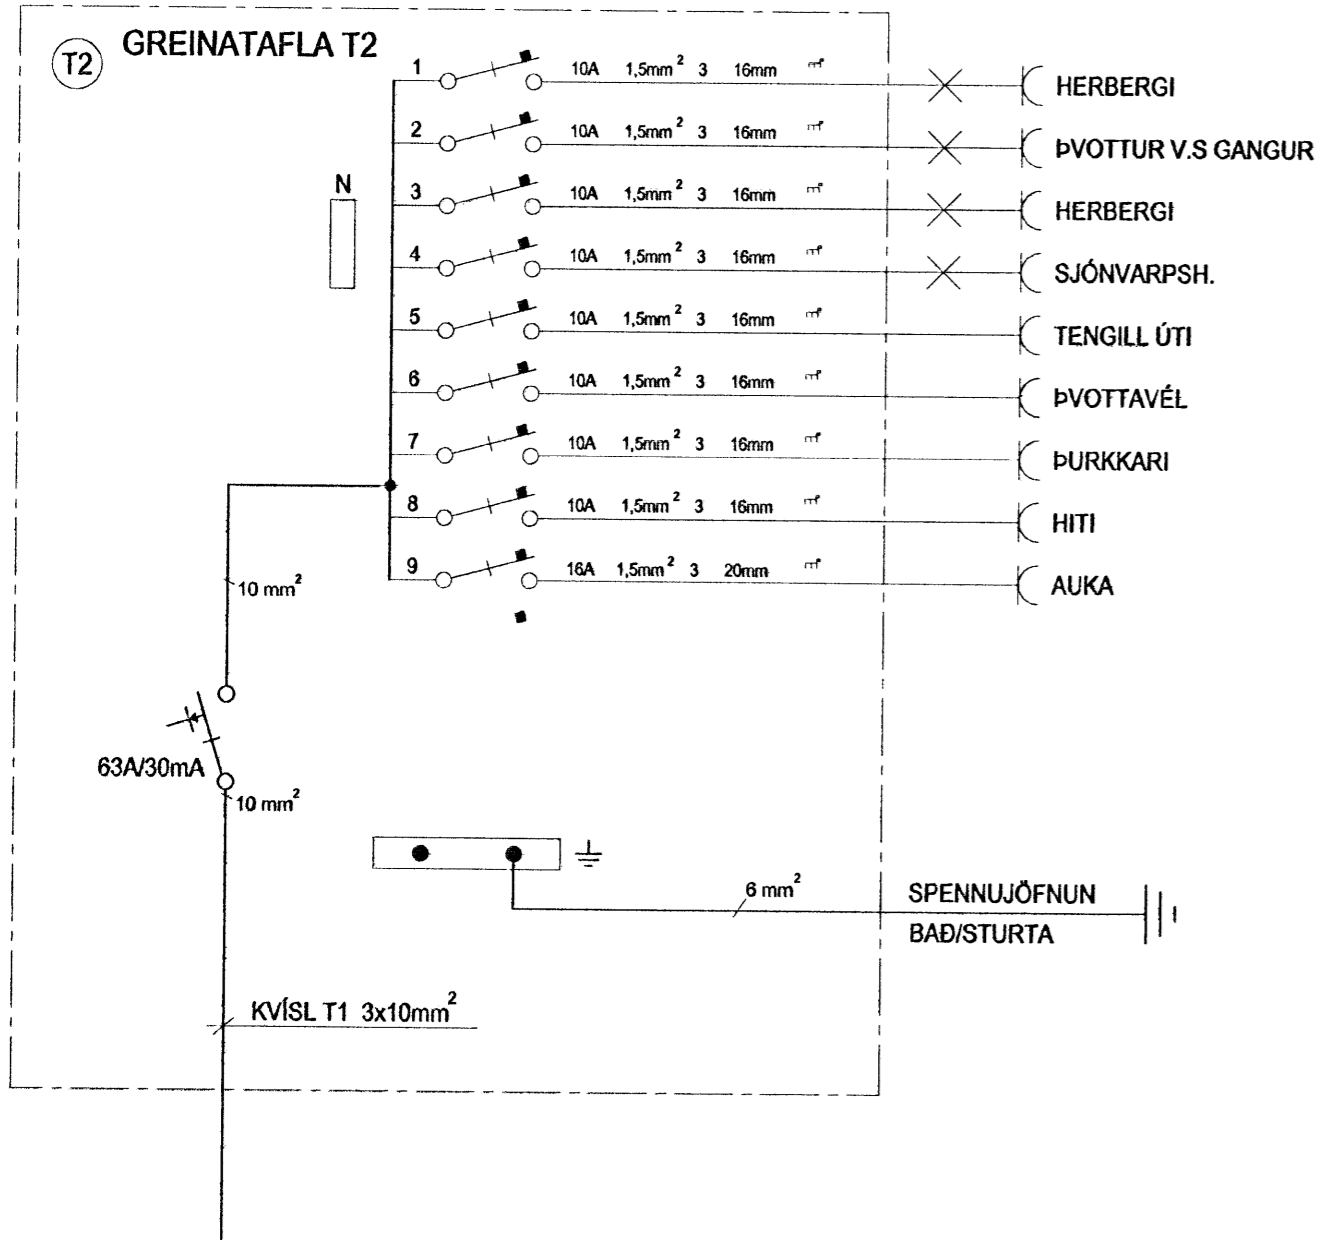 T2 GREINATAFLA T2
1 10A 1,5mm² 3 16mm HERBERGI
2 10A 1,5mm² 3 16mm ÞVOTTUR V.S GANGUR
N
3 10A 1,5mm² 3 16mm HERBERGI
4 10A 1,5mm² 3 16mm SJÓNVARPSH.
5 10A 1,5mm² 3 16mm TENGILL ÚTI
6 10A 1,5mm² 3 16mm ÞVOTTAVÉL
7 10A 1,5mm² 3 16mm ÞURKKARI
8 10A 1,5mm² 3 16mm HITI
9 16A 1,5mm² 3 20mm AUKA
10 mm²
63A/30mA
10 mm²
6 mm²
SPENNUJÖFNUN
BAÐ/STURTA
KVÍSL T1 3x10mm²